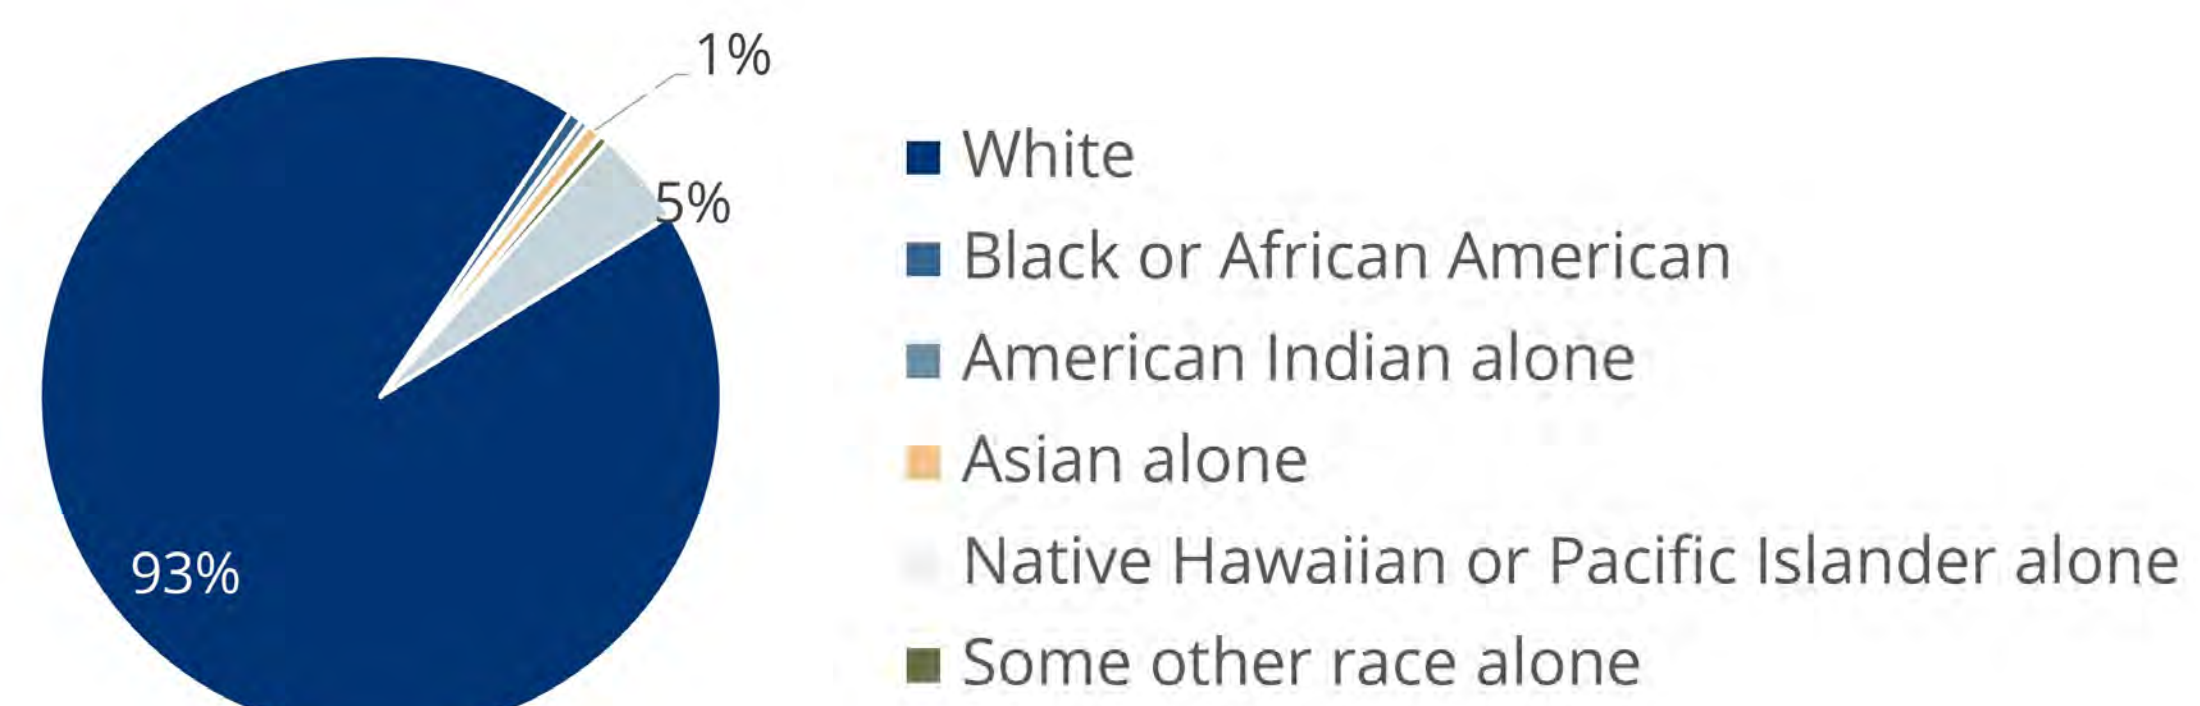 1%
5%
93%
White
Black or African American
American Indian alone
Asian alone
Native Hawaiian or Pacific Islander alone
Some other race alone